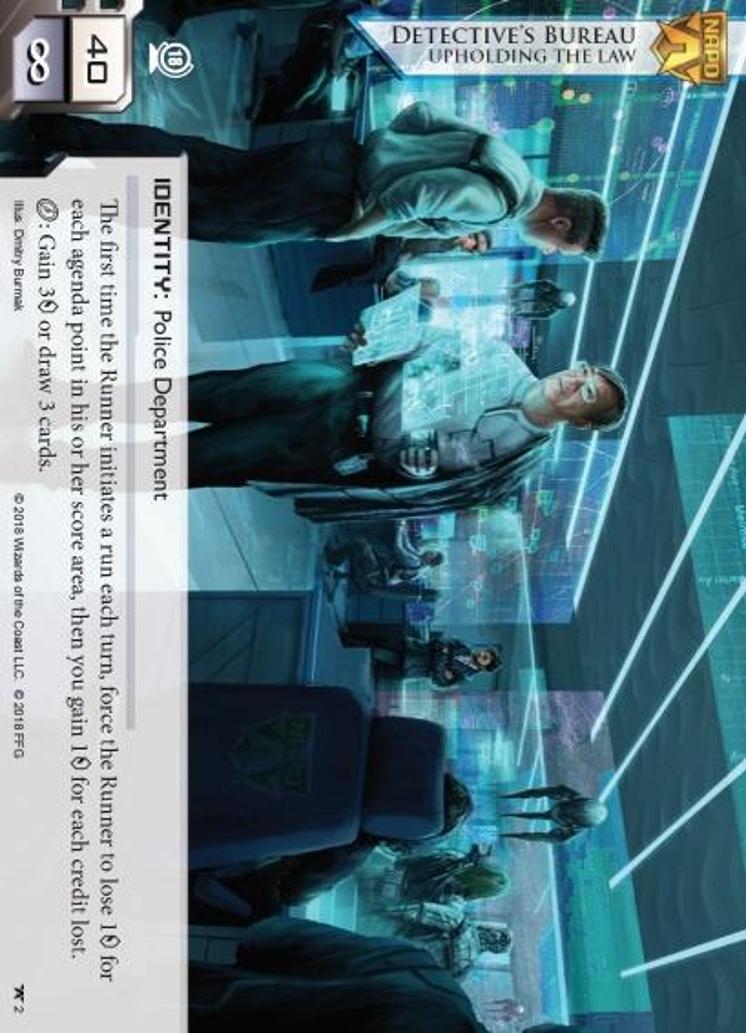 DETECTIVE'S BUREAU
UPHOLDING THE LAW
NAPD
40
∞
18
IDENTITY: Police Department
The first time the Runner initiates a run each turn, force the Runner to lose 1 for
each agenda point in his or her score area, then you gain 1 for each credit lost.
: Gain 3 or draw 3 cards.
Illus. Dmitry Burmak
© 2018 Wizards of the Coast LLC. © 2018 FFG
2